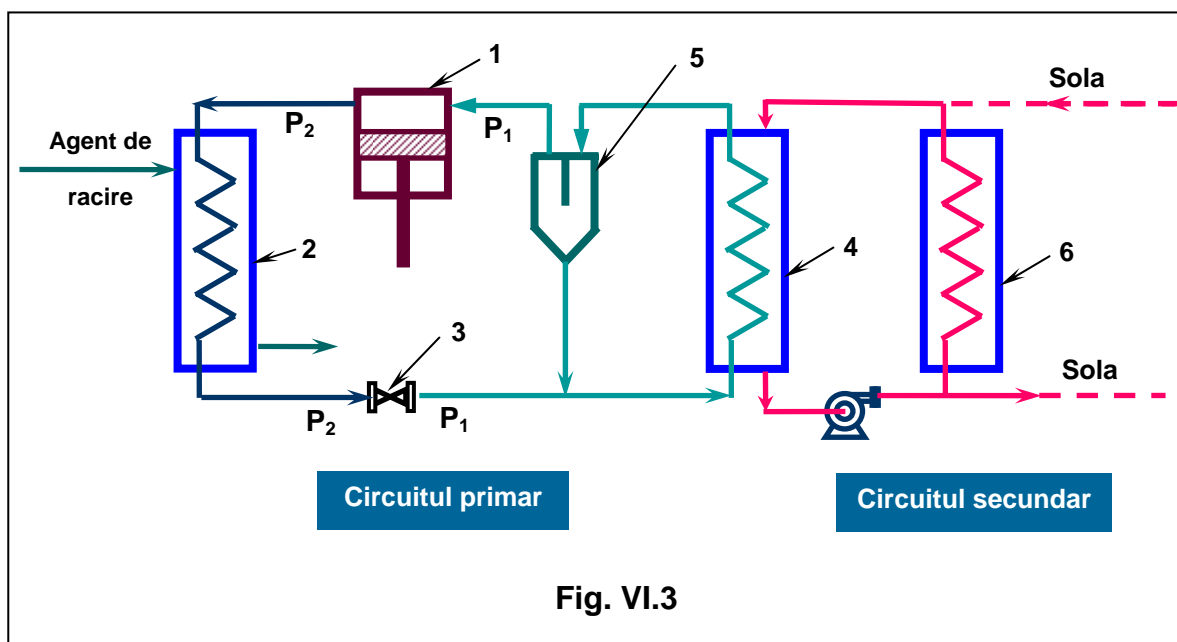 1
5
Sola
P2
P1
Agent de
racire
2
4
6
3
Sola
P2
P1
Circuitul primar
Circuitul secundar
Fig. VI.3